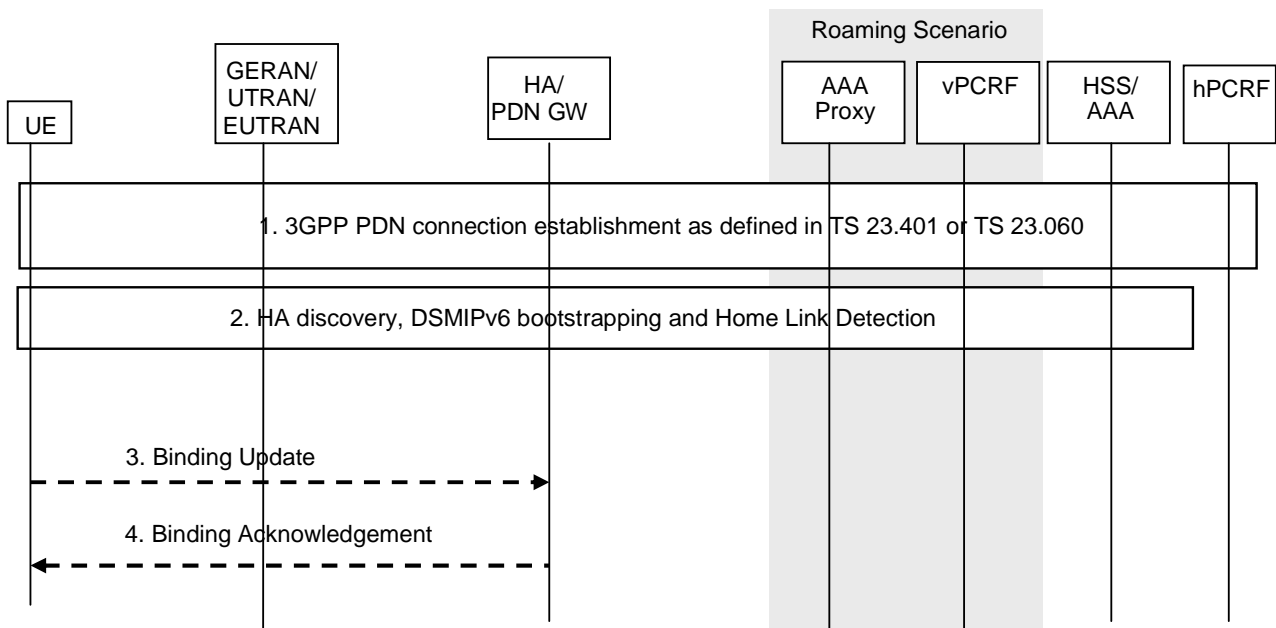 Roaming Scenario
UE
GERAN/
UTRAN/
EUTRAN
HA/
PDN GW
AAA
Proxy
vPCRF
HSS/
AAA
hPCRF
1. 3GPP PDN connection establishment as defined in TS 23.401 or TS 23.060
2. HA discovery, DSMIPv6 bootstrapping and Home Link Detection
3. Binding Update
4. Binding Acknowledgement